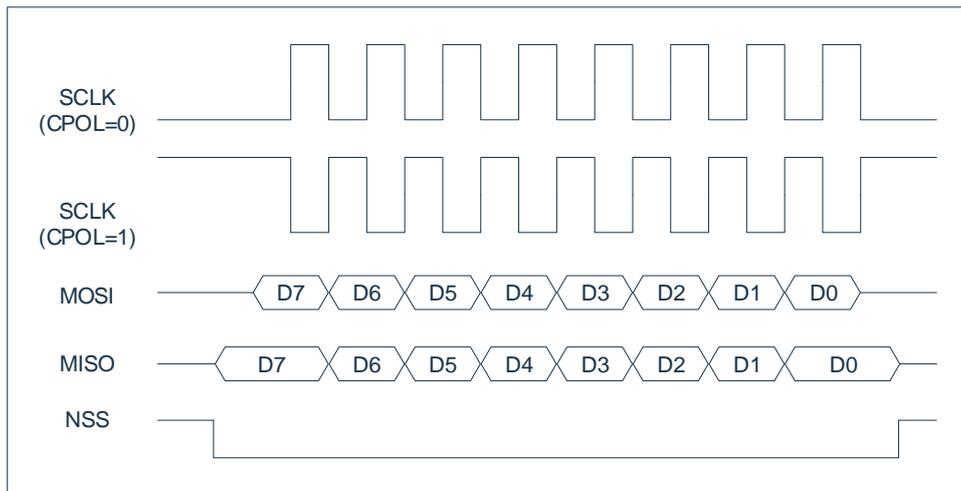 SCLK
(CPOL=0)
SCLK
(CPOL=1)
MOSI D7 D6 D5 D4 D3 D2 D1 D0
MISO D7 D6 D5 D4 D3 D2 D1 D0
NSS